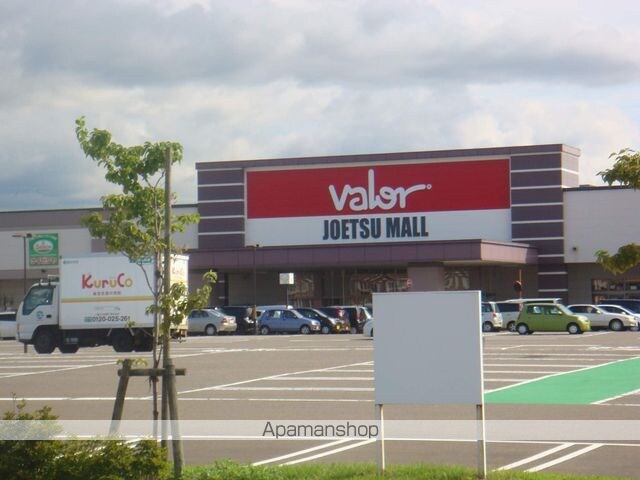 valor
JOETSU MALL
KuruCo
0120-025-261
Apamanshop